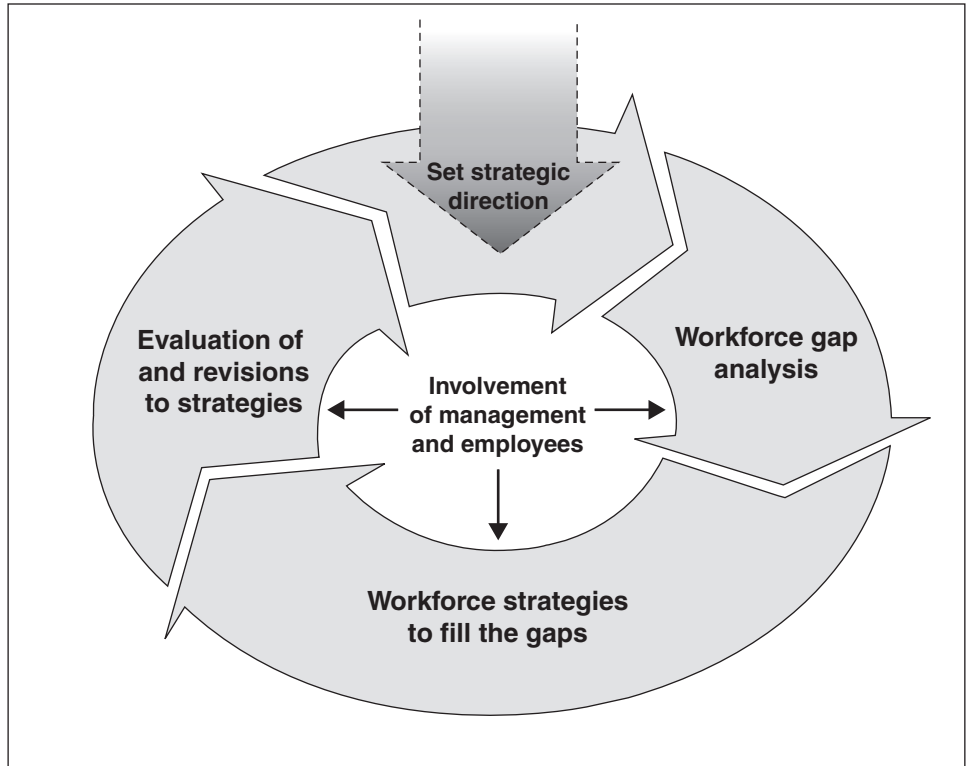 Set strategic
direction
Workforce gap
analysis
Evaluation of
and revisions
to strategies
Involvement
of management
and employees
Workforce strategies
to fill the gaps